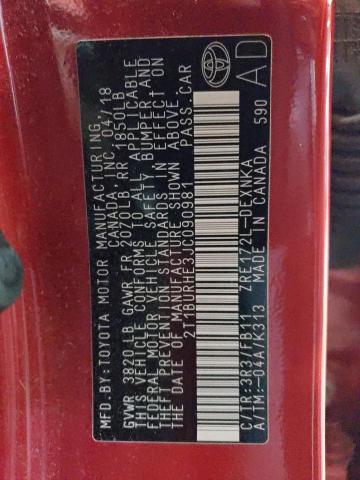 MFD.BY:TOYOTA MOTOR MANUFACTURING,
CANADA, INC. 04/18
GVWR 3820LB GAWR FR 2070LB RR 1850LB
THIS VEHICLE CONFORMS TO ALL APPLICABLE
FEDERAL MOTOR VEHICLE SAFETY, BUMPER AND
THEFT PREVENTION STANDARDS IN EFFECT ON
THE DATE OF MANUFACTURE SHOWN ABOVE.
2T1BURHE3JC090981 PASS.CAR
C/TR:3R3/FB11 ZRE172L-DEXNKA
A/TM:-04A/K313 MADE IN CANADA 590
AD